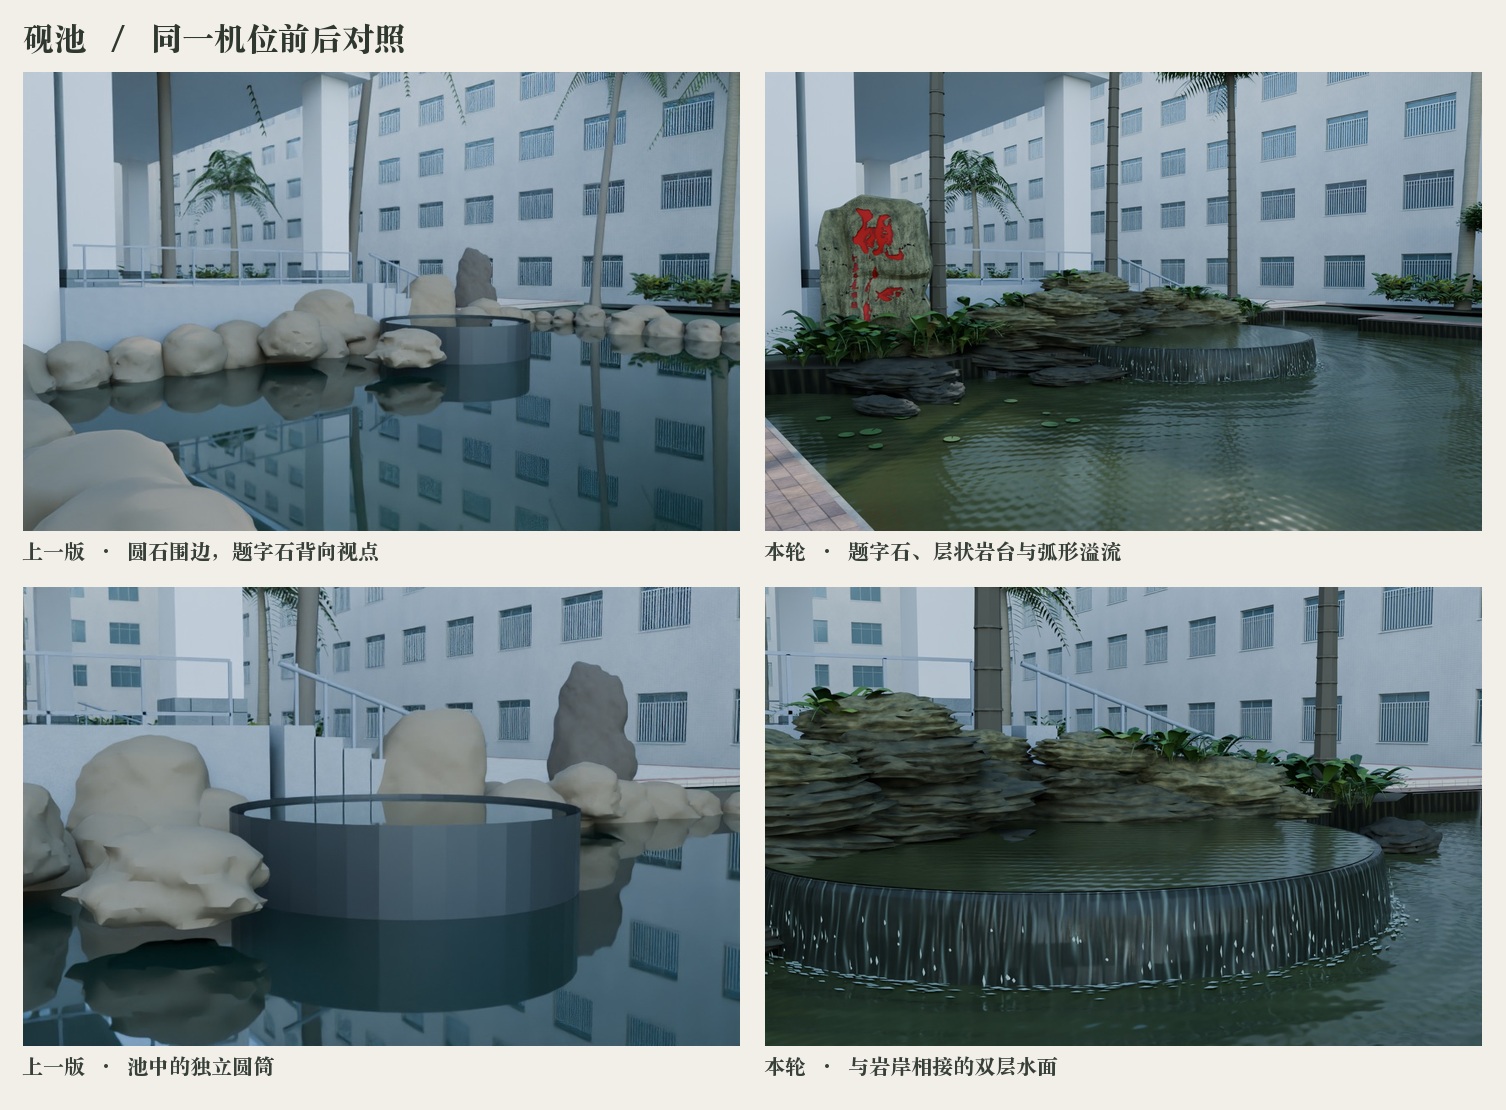 砚池 / 同一机位前后对照
砚
上一版 · 圆石围边，题字石背向视点
本轮 · 题字石、层状岩台与弧形溢流
上一版 · 池中的独立圆筒
本轮 · 与岩岸相接的双层水面